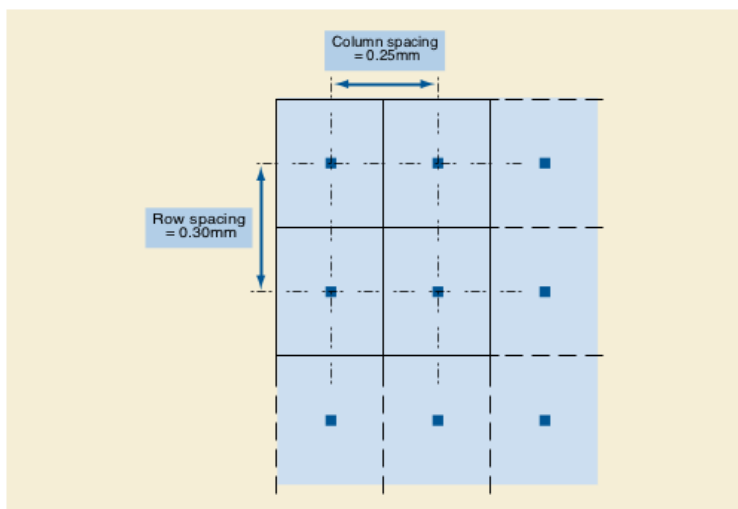 Column spacing
= 0.25mm
Row spacing
= 0.30mm